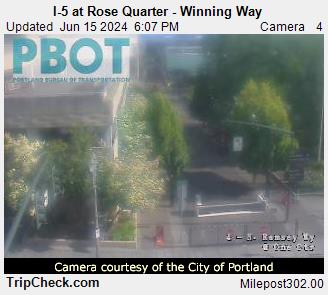 I-5 at Rose Quarter - Winning Way
Updated Jun 15 2024 6:07 PM Camera 4
PBOT
PORTLAND BUREAU OF TRANSPORTATION
Camera courtesy of the City of Portland
TripCheck.com Milepost302.00